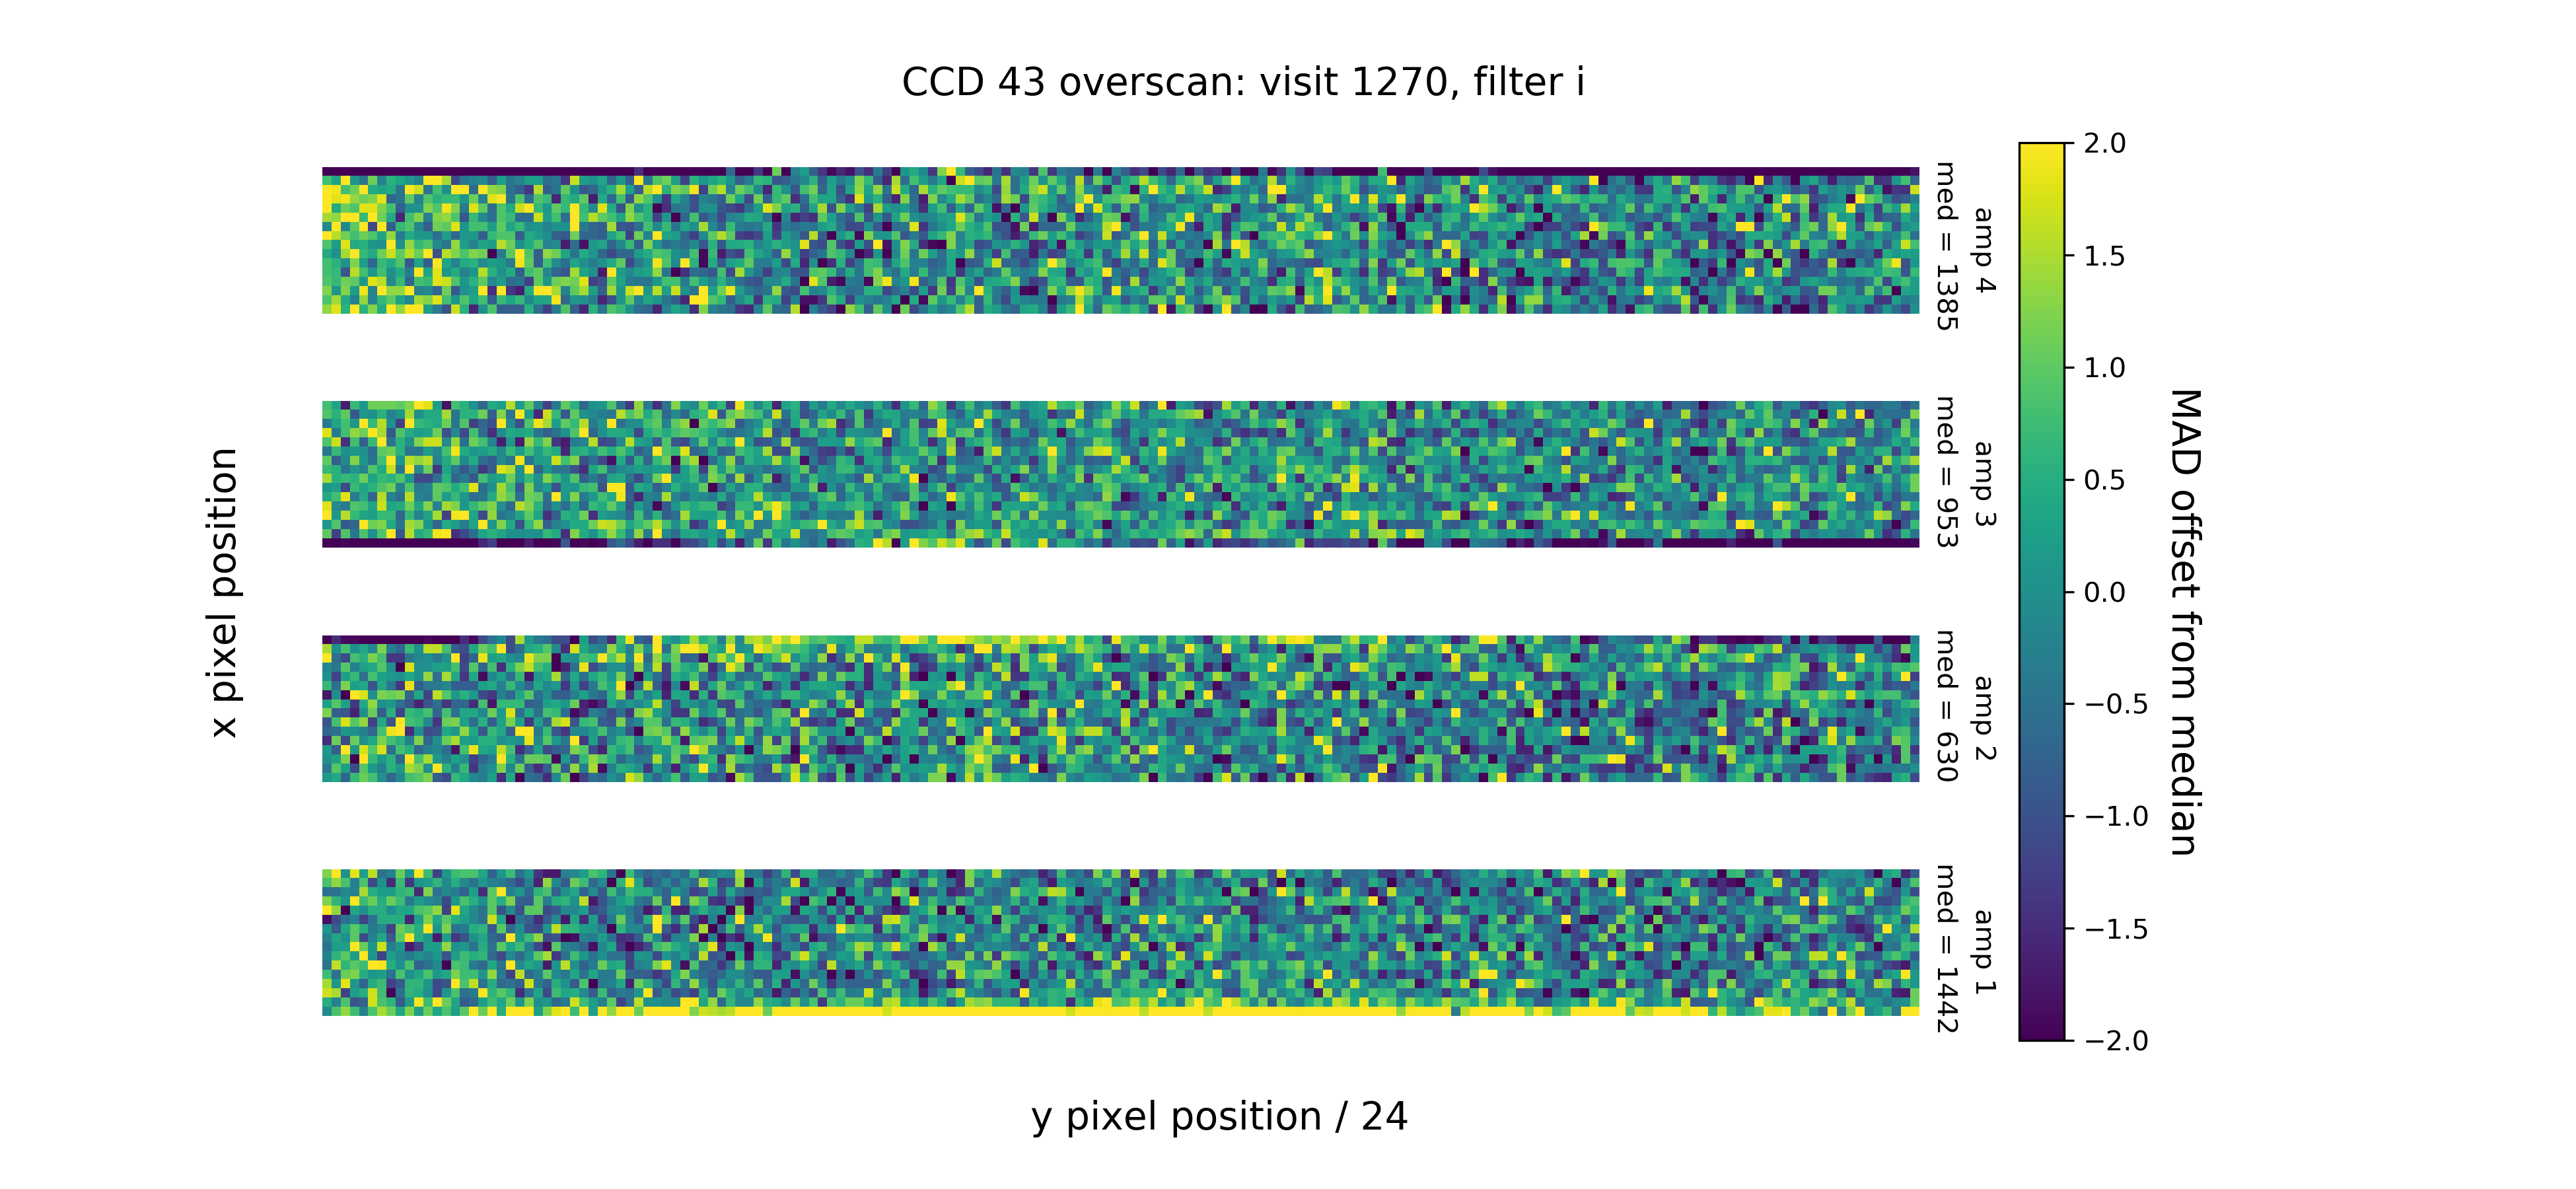 CCD 43 overscan: visit 1270, filter i
x pixel position
amp 4
med = 1385
amp 3
med = 953
amp 2
med = 630
amp 1
med = 1442
y pixel position / 24
2.0
1.5
1.0
0.5
0.0
−0.5
−1.0
−1.5
−2.0
MAD offset from median